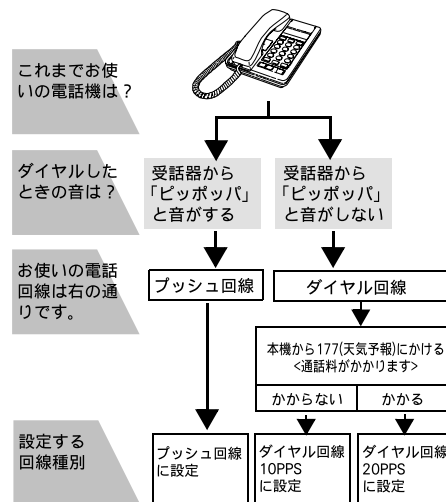 これまでお使
いの電話機は？
ダイヤルした
ときの音は？
受話器から
「ピッポッパ」
と音がする
受話器から
「ピッポッパ」
と音がしない
お使いの電話
回線は右の通
りです。
プッシュ回線
ダイヤル回線
本機から177(天気予報)にかける
<通話料がかかります>
かからない
かかる
設定する
回線種別
プッシュ回線
に設定
ダイヤル回線
10PPS
に設定
ダイヤル回線
20PPS
に設定